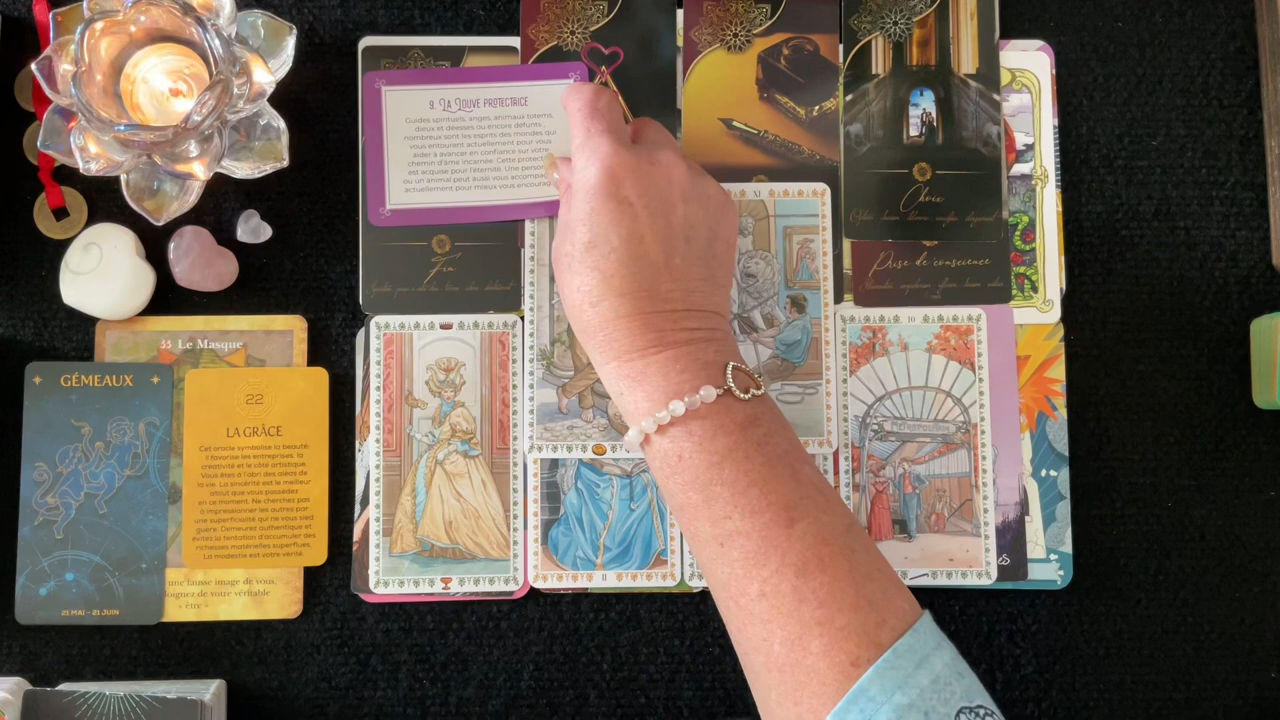 9. La Louve protectrice
Guides spirituels, anges, animaux totems,
dieux et déesses ou encore défunts,
nombreux sont les esprits des mondes qui
vous entourent actuellement pour vous
aider à avancer en confiance sur votre
chemin d'âme incarnée. Cette
est acquise pour l'éternité. Une
ou un animal peut aussi vous
actuellement pour mieux vous
Fin
XI
Choix
Prise de conscience
33 Le Masque
GÉMEAUX
21 MAI - 21 JUIN
22
LA GRÂCE
Cet oracle symbolise la beauté;
il favorise les entreprises, la
créativité et le côté artistique.
Vous êtes à l'abri des aléas de
la vie. La sincérité est le meilleur
atout que vous possédez
en ce moment. Ne cherchez pas
à impressionner les autres par
une superficialité qui ne vous sied
guère. Demeurez authentique et
évitez la tentation d'accumuler des
richesses matérielles superflues.
La modestie est votre vérité.
une fausse image de vous,
loignez de votre véritable
« être »
II
10
METROPOLITAIN